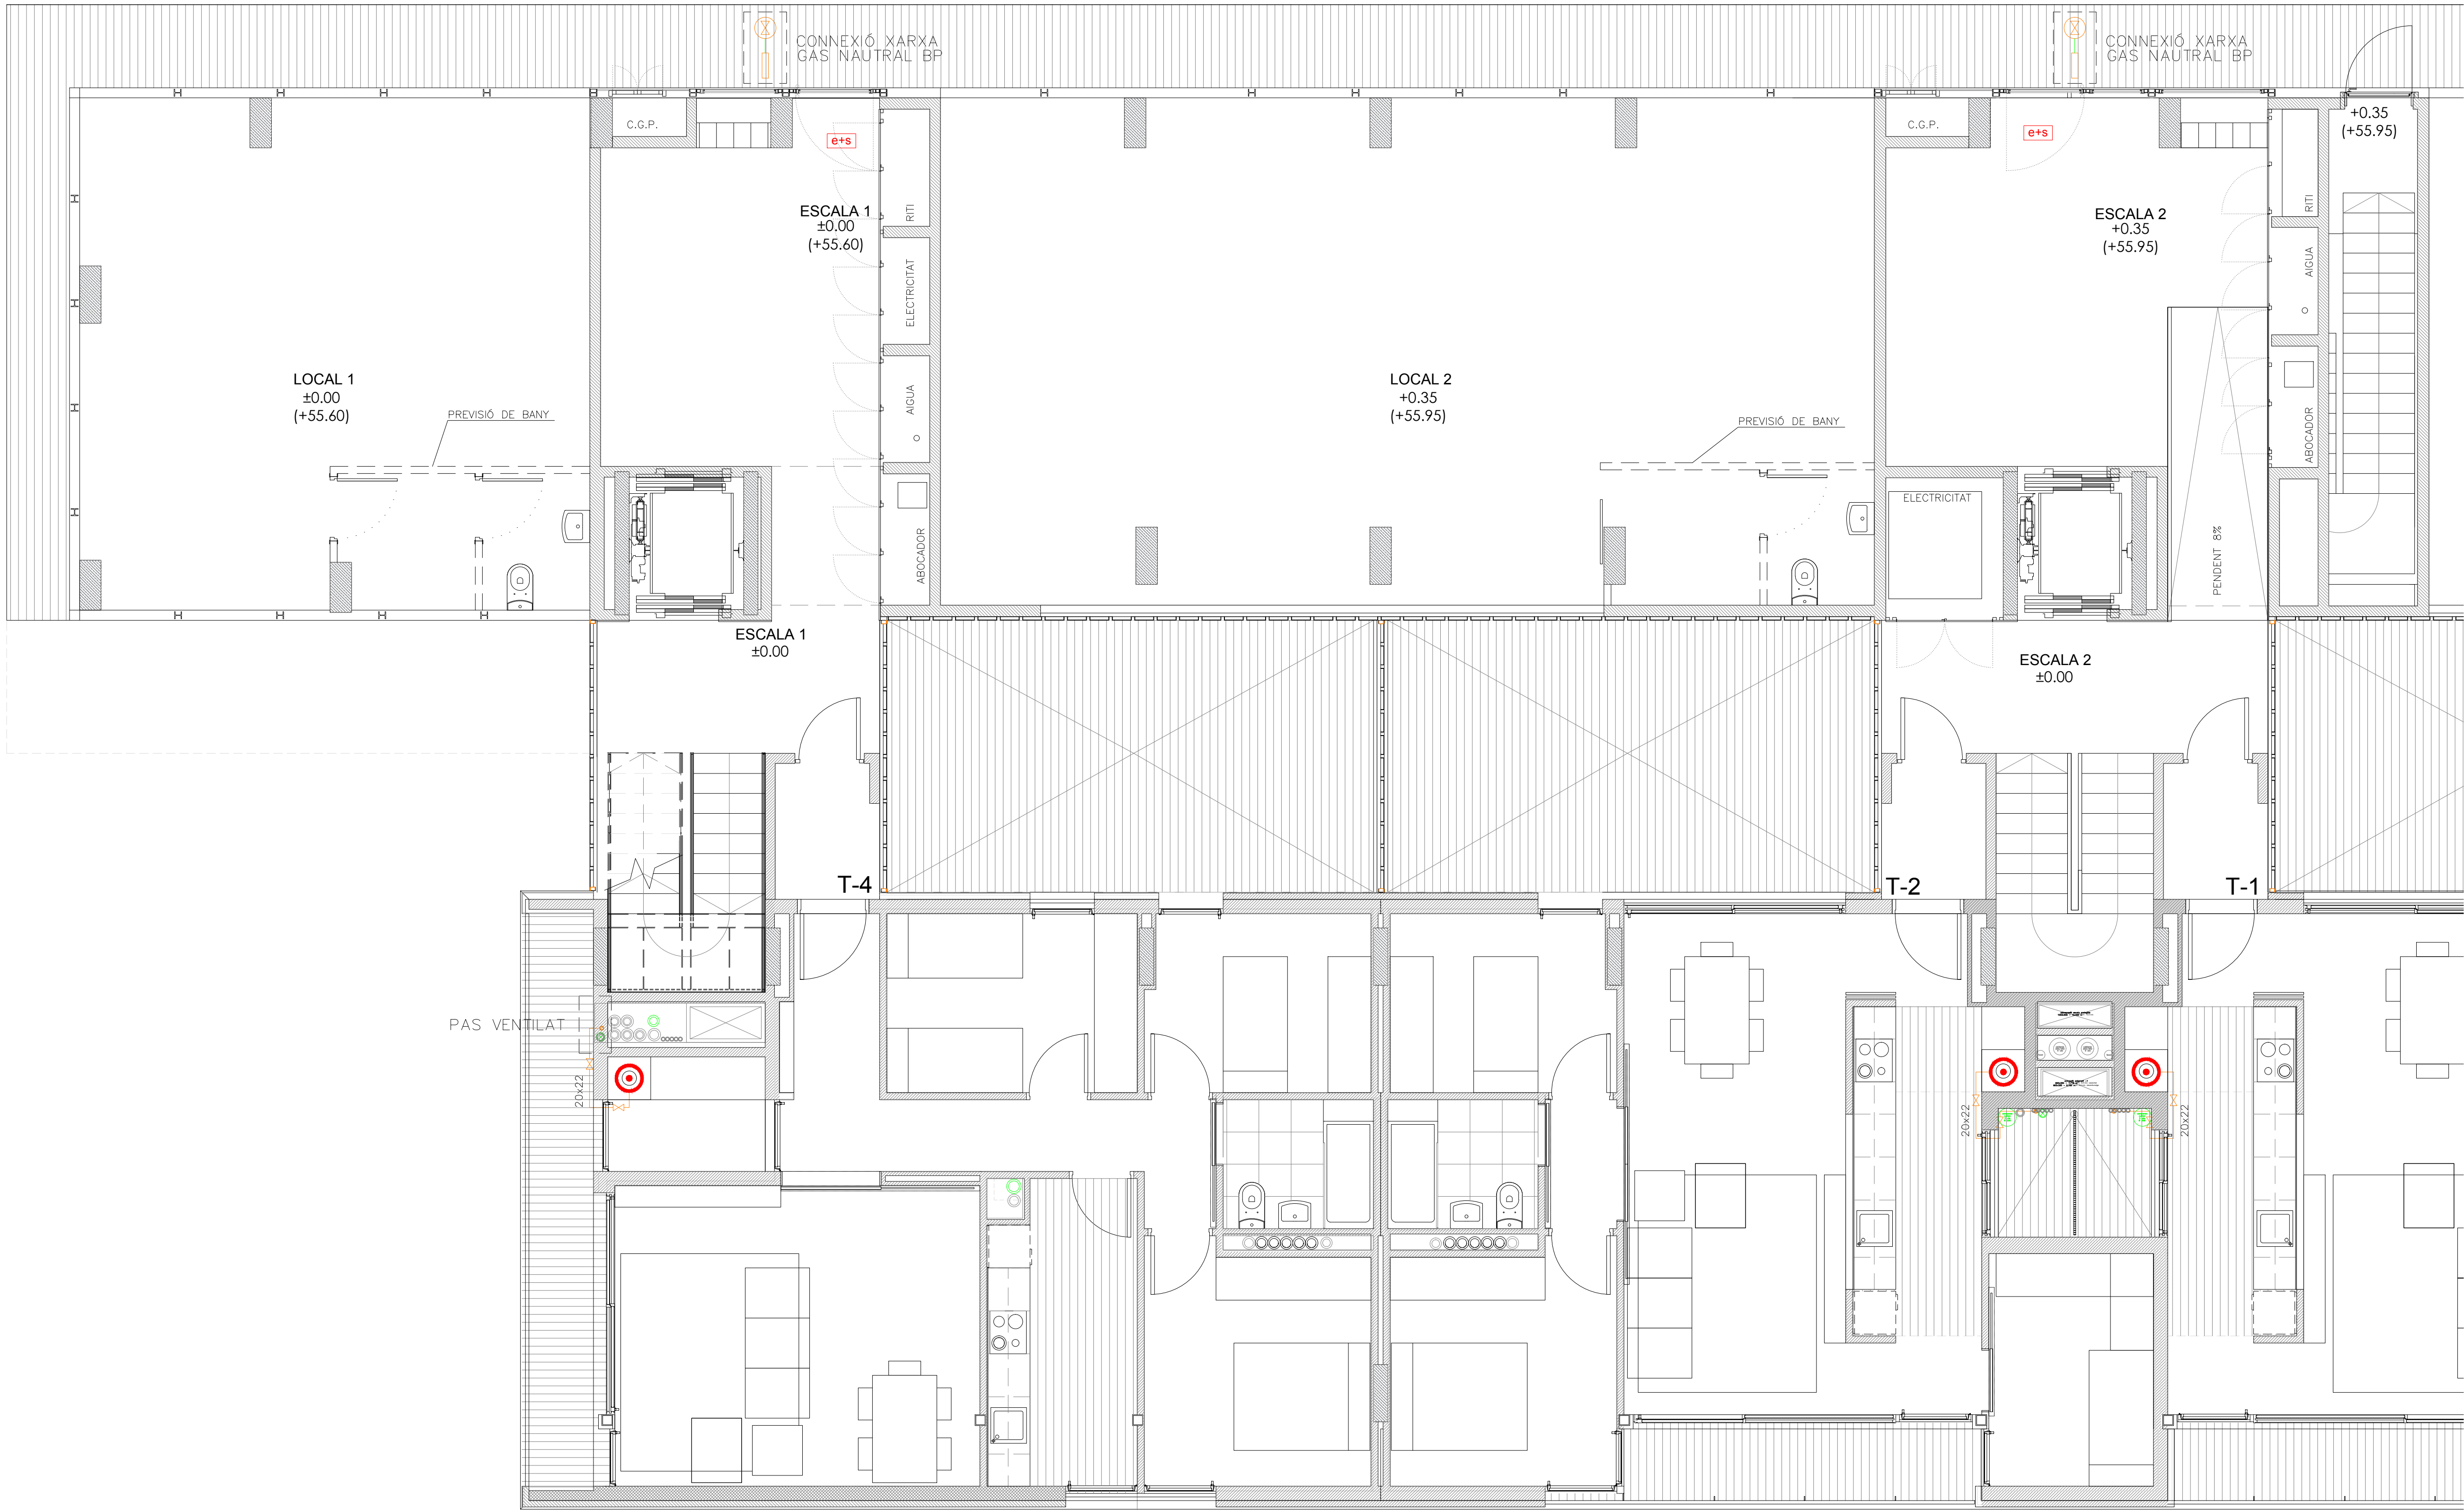 CONNEXIÓ XARXA
GAS NAUTRAL BP
CONNEXIÓ XARXA
GAS NAUTRAL BP
C.G.P.
e+s
C.G.P.
e+s
+0.35
(+55.95)
ESCALA 1
±0.00
(+55.60)
RITI
ESCALA 2
+0.35
(+55.95)
RITI
ELECTRICITAT
AIGUA
LOCAL 1
±0.00
(+55.60)
PREVISIÓ DE BANY
AIGUA
LOCAL 2
+0.35
(+55.95)
PREVISIÓ DE BANY
ABOCADOR
ELECTRICITAT
ABOCADOR
PENDENT 8%
ESCALA 1
±0.00
ESCALA 2
±0.00
T-4
T-2
T-1
PAS VENTILAT
20x22
20x22
20x22